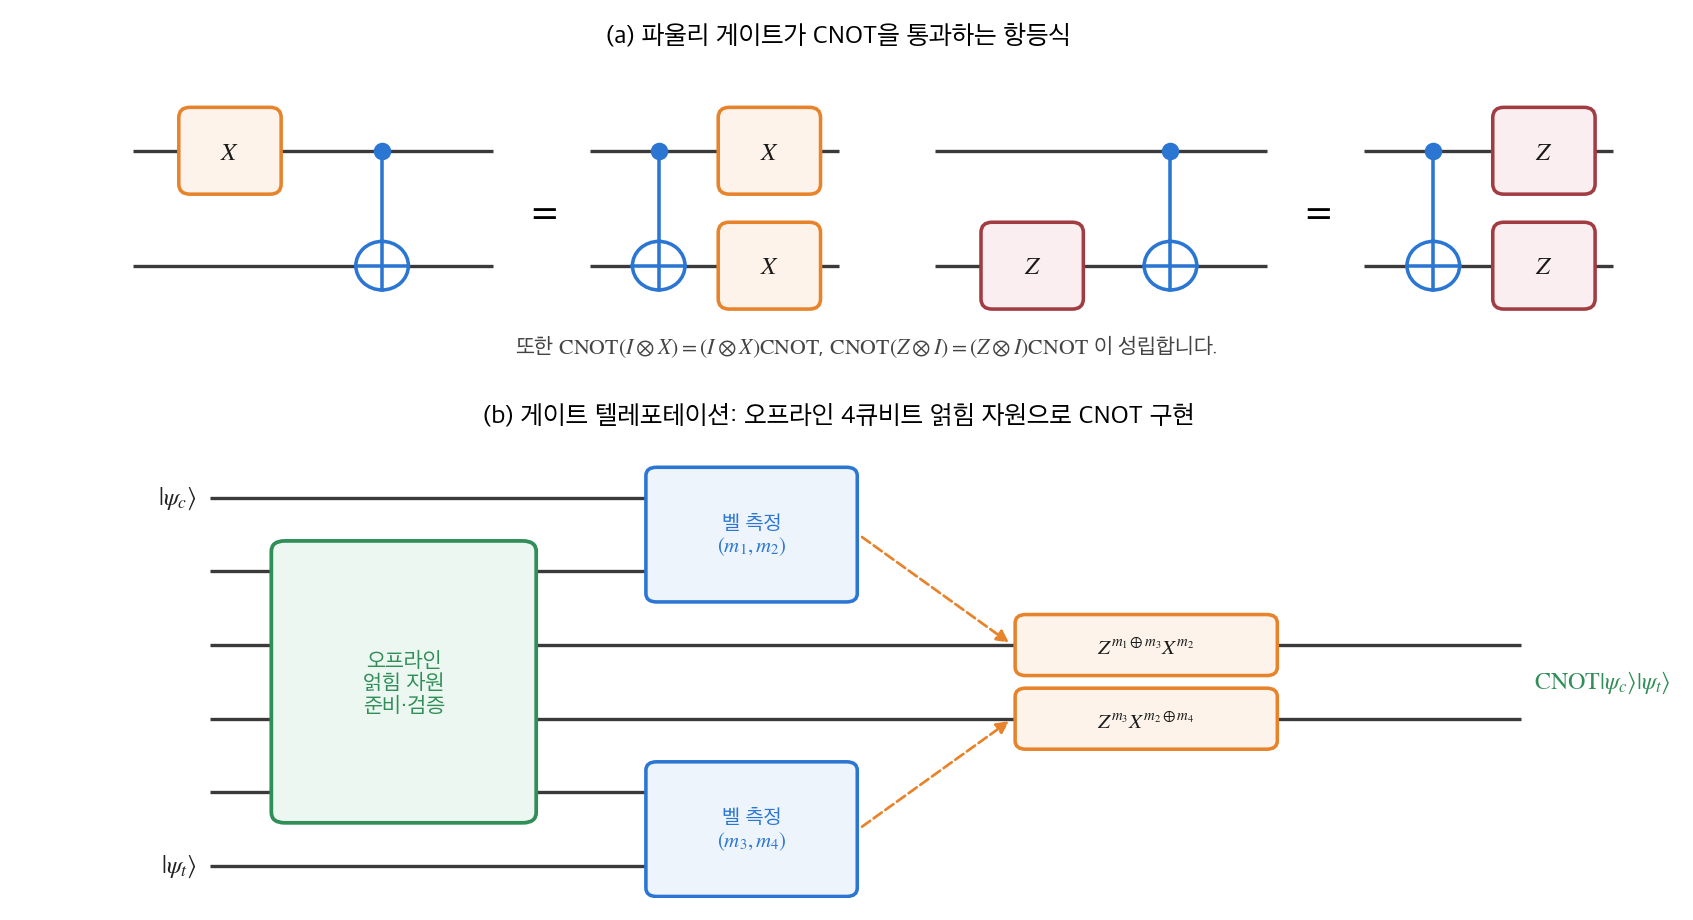 (a) 파울리 게이트가 CNOT을 통과하는 항등식
X
=
X
X
Z
=
Z
Z
또한 CNOT(I⊗X)=(I⊗X)CNOT, CNOT(Z⊗I)=(Z⊗I)CNOT 이 성립합니다.
(b) 게이트 텔레포테이션: 오프라인 4큐비트 얽힘 자원으로 CNOT 구현
|ψ_c⟩
벨 측정
(m₁, m₂)
오프라인
얽힘 자원
준비·검증
Z^{m₁⊕m₃}X^{m₂}
CNOT|ψ_c⟩|ψ_t⟩
Z^{m₃}X^{m₂⊕m₄}
벨 측정
(m₃, m₄)
|ψ_t⟩